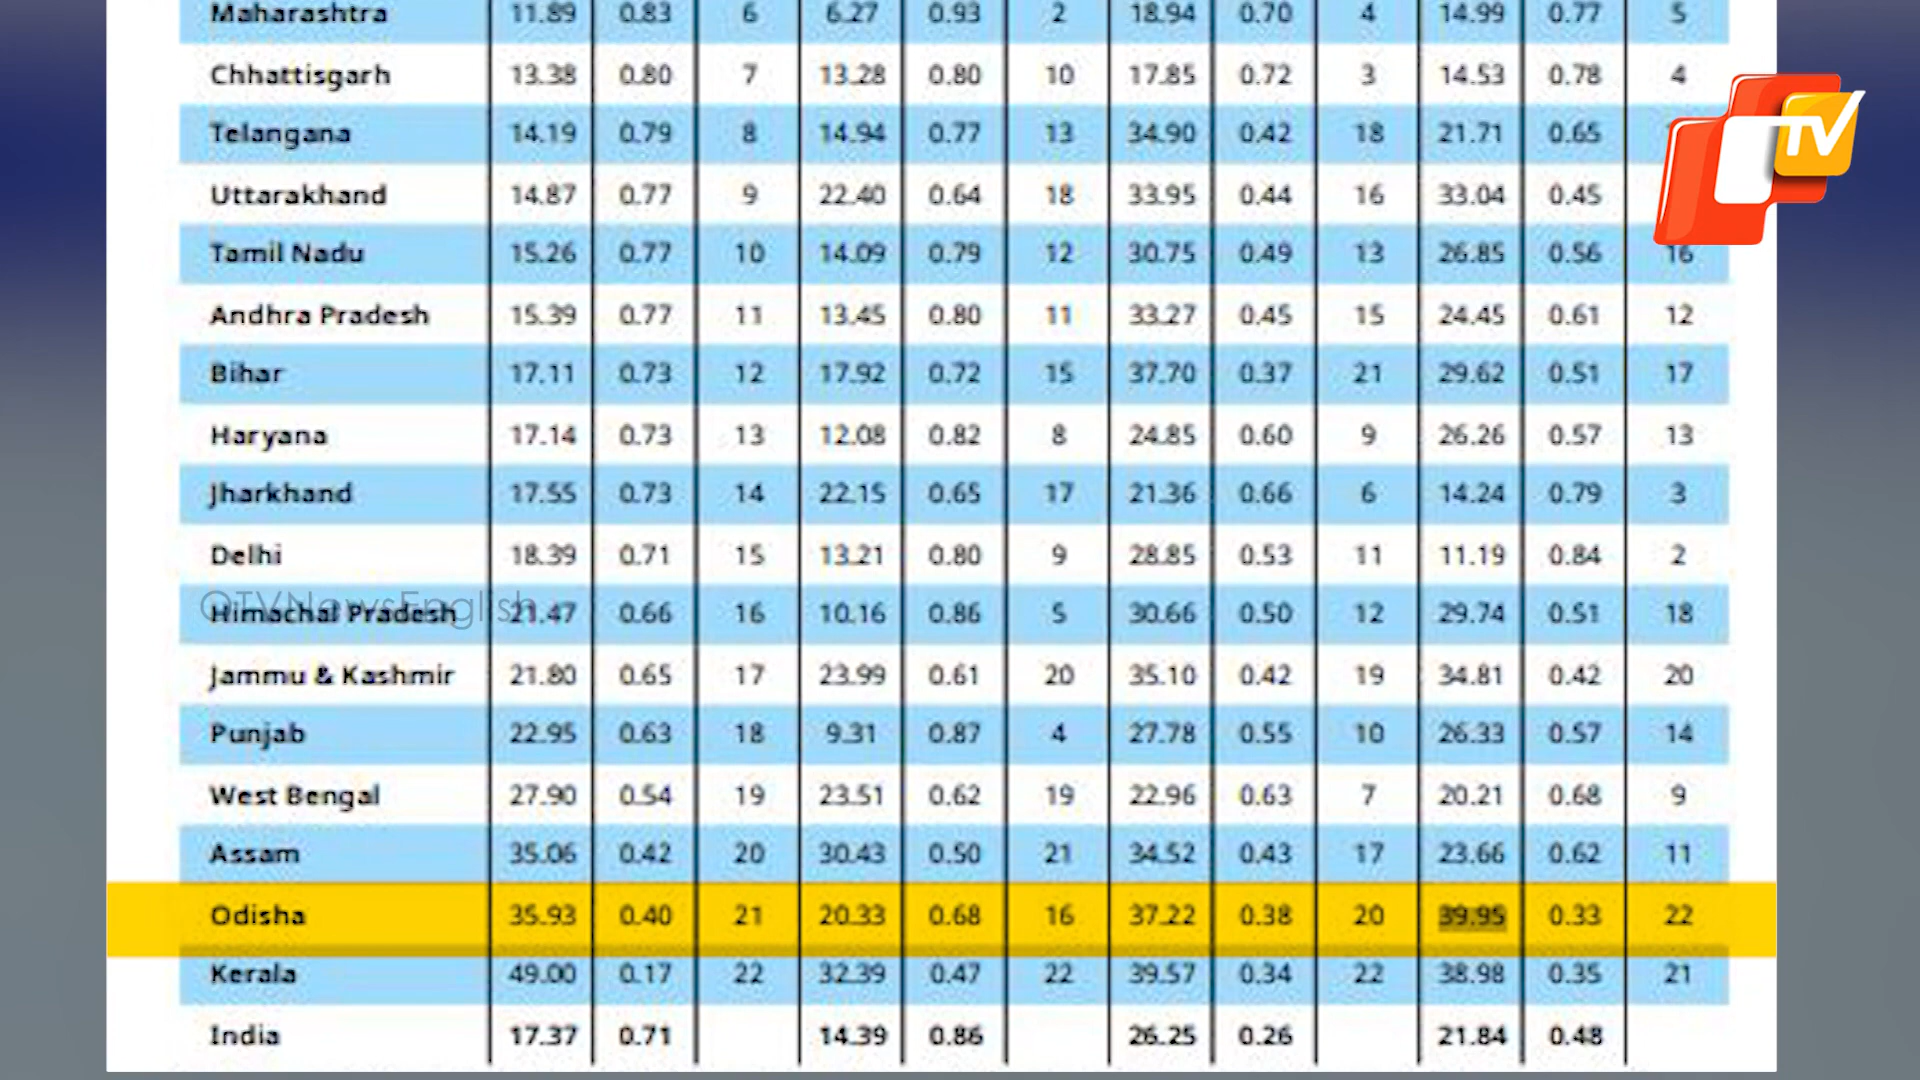 Maharashtra 11.89 0.83 6 6.27 0.93 2 18.94 0.70 4 14.99 0.77 5
Chhattisgarh 13.38 0.80 7 13.28 0.80 10 17.85 0.72 3 14.53 0.78 4
Telangana 14.19 0.79 8 14.94 0.77 13 34.90 0.42 18 21.71 0.65
Uttarakhand 14.87 0.77 9 22.40 0.64 18 33.95 0.44 16 33.04 0.45
TV
Tamil Nadu 15.26 0.77 10 14.09 0.79 12 30.75 0.49 13 26.85 0.56 16
Andhra Pradesh 15.39 0.77 11 13.45 0.80 11 33.27 0.45 15 24.45 0.61 12
Bihar 17.11 0.73 12 17.92 0.72 15 37.70 0.37 21 29.62 0.51 17
Haryana 17.14 0.73 13 12.08 0.82 8 24.85 0.60 9 26.26 0.57 13
Jharkhand 17.55 0.73 14 22.15 0.65 17 21.36 0.66 6 14.24 0.79 3
Delhi 18.39 0.71 15 13.21 0.80 9 28.85 0.53 11 11.19 0.84 2
OTVNewsEnglish
Himachal Pradesh 21.47 0.66 16 10.16 0.86 5 30.66 0.50 12 29.74 0.51 18
Jammu & Kashmir 21.80 0.65 17 23.99 0.61 20 35.10 0.42 19 34.81 0.42 20
Punjab 22.95 0.63 18 9.31 0.87 4 27.78 0.55 10 26.33 0.57 14
West Bengal 27.90 0.54 19 23.51 0.62 19 22.96 0.63 7 20.21 0.68 9
Assam 35.06 0.42 20 30.43 0.50 21 34.52 0.43 17 23.66 0.62 11
Odisha 35.93 0.40 21 20.33 0.68 16 37.22 0.38 20 39.95 0.33 22
Kerala 49.00 0.17 22 32.39 0.47 22 39.57 0.34 22 38.98 0.35 21
India 17.37 0.71 14.39 0.86 26.25 0.26 21.84 0.48